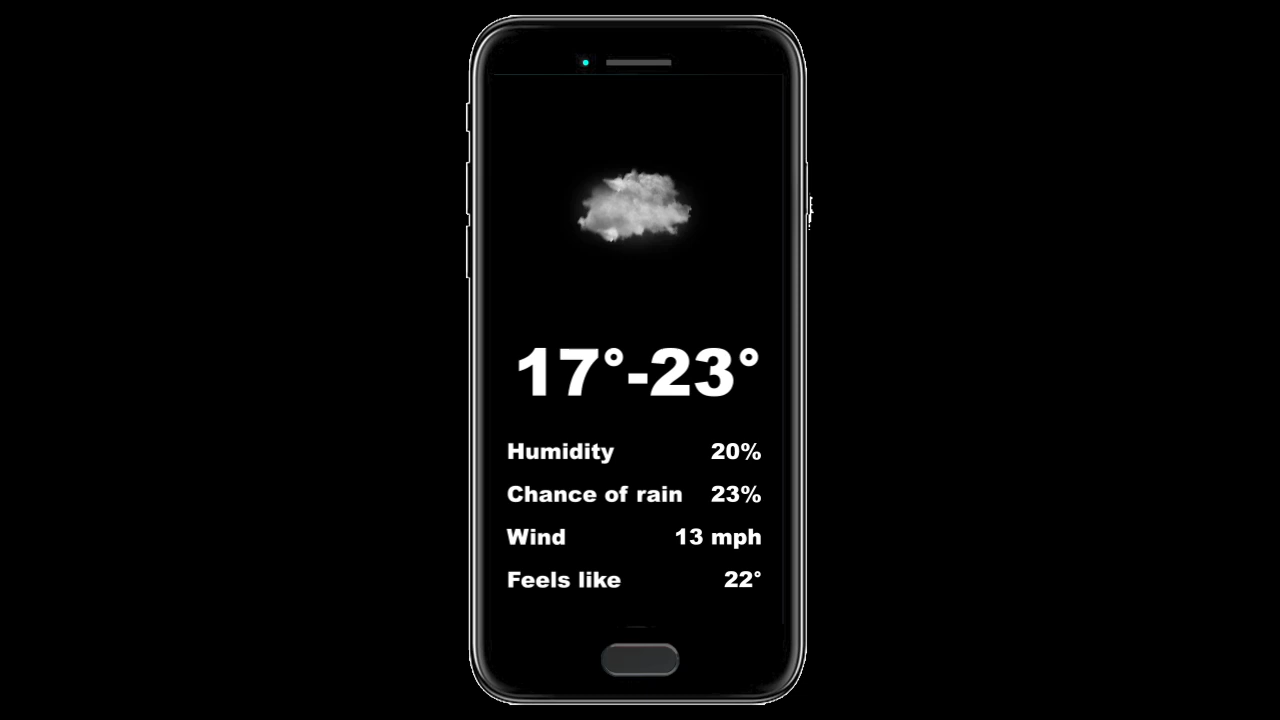 17°-23°
Humidity 20%
Chance of rain 23%
Wind 13 mph
Feels like 22°